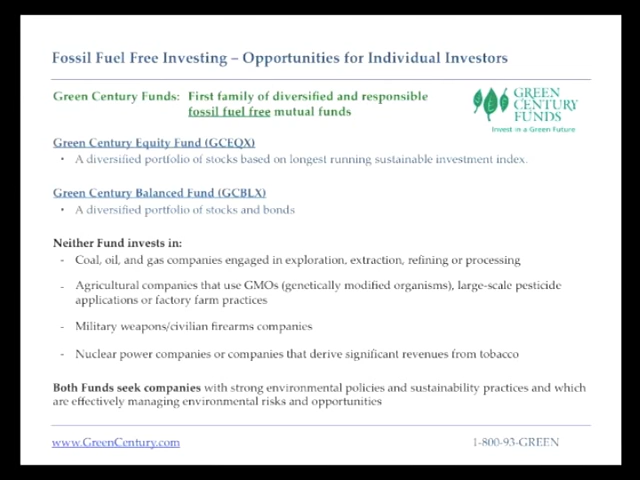 Fossil Fuel Free Investing – Opportunities for Individual Investors
Green Century Funds: First family of diversified and responsible
fossil fuel free mutual funds
GREEN
CENTURY
FUNDS
Invest in a Green Future
Green Century Equity Fund (GCEQX)
• A diversified portfolio of stocks based on longest running sustainable investment index.
Green Century Balanced Fund (GCBLX)
• A diversified portfolio of stocks and bonds
Neither Fund invests in:
- Coal, oil, and gas companies engaged in exploration, extraction, refining or processing
- Agricultural companies that use GMOs (genetically modified organisms), large-scale pesticide
applications or factory farm practices
- Military weapons/civilian firearms companies
- Nuclear power companies or companies that derive significant revenues from tobacco
Both Funds seek companies with strong environmental policies and sustainability practices and which
are effectively managing environmental risks and opportunities
www.GreenCentury.com
1-800-93-GREEN